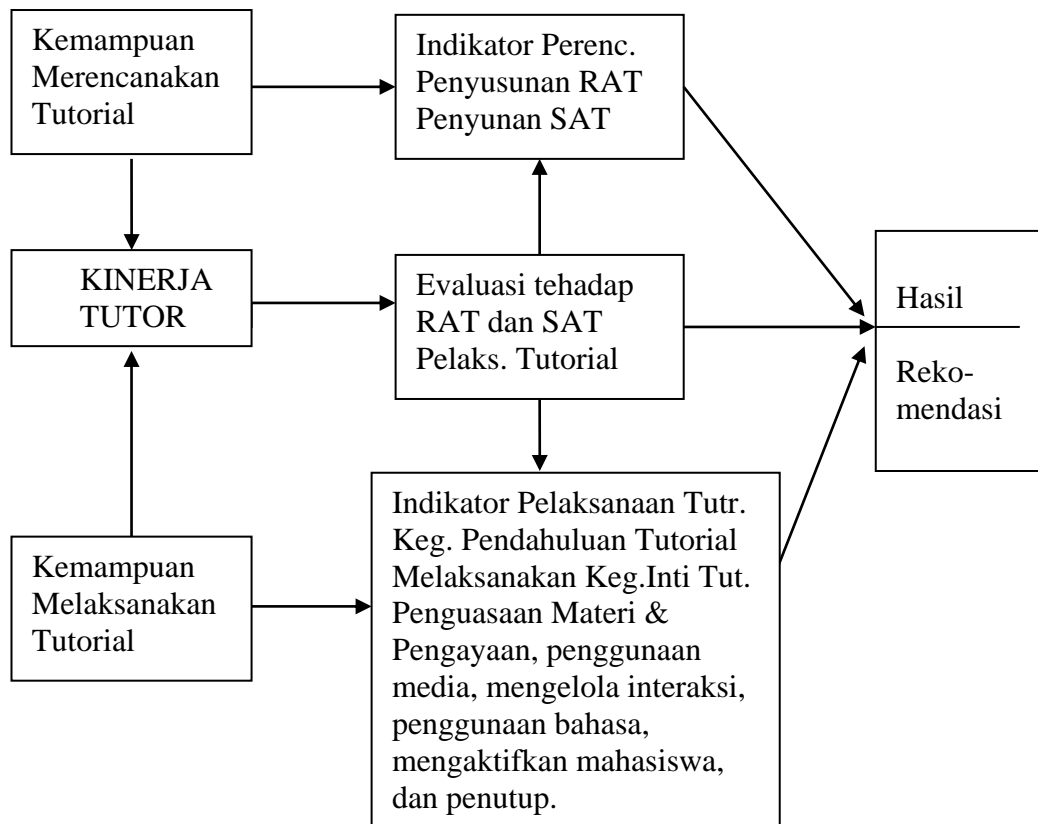 Kemampuan
Merencanakan
Tutorial
Indikator Perenc.
Penyusunan RAT
Penyunan SAT
KINERJA
TUTOR
Evaluasi tehadap
RAT dan SAT
Pelaks. Tutorial
Hasil
Reko-
mendasi
Kemampuan
Melaksanakan
Tutorial
Indikator Pelaksanaan Tutr.
Keg. Pendahuluan Tutorial
Melaksanakan Keg.Inti Tut.
Penguasaan Materi &
Pengayaan, penggunaan
media, mengelola interaksi,
penggunaan bahasa,
mengaktifkan mahasiswa,
dan penutup.